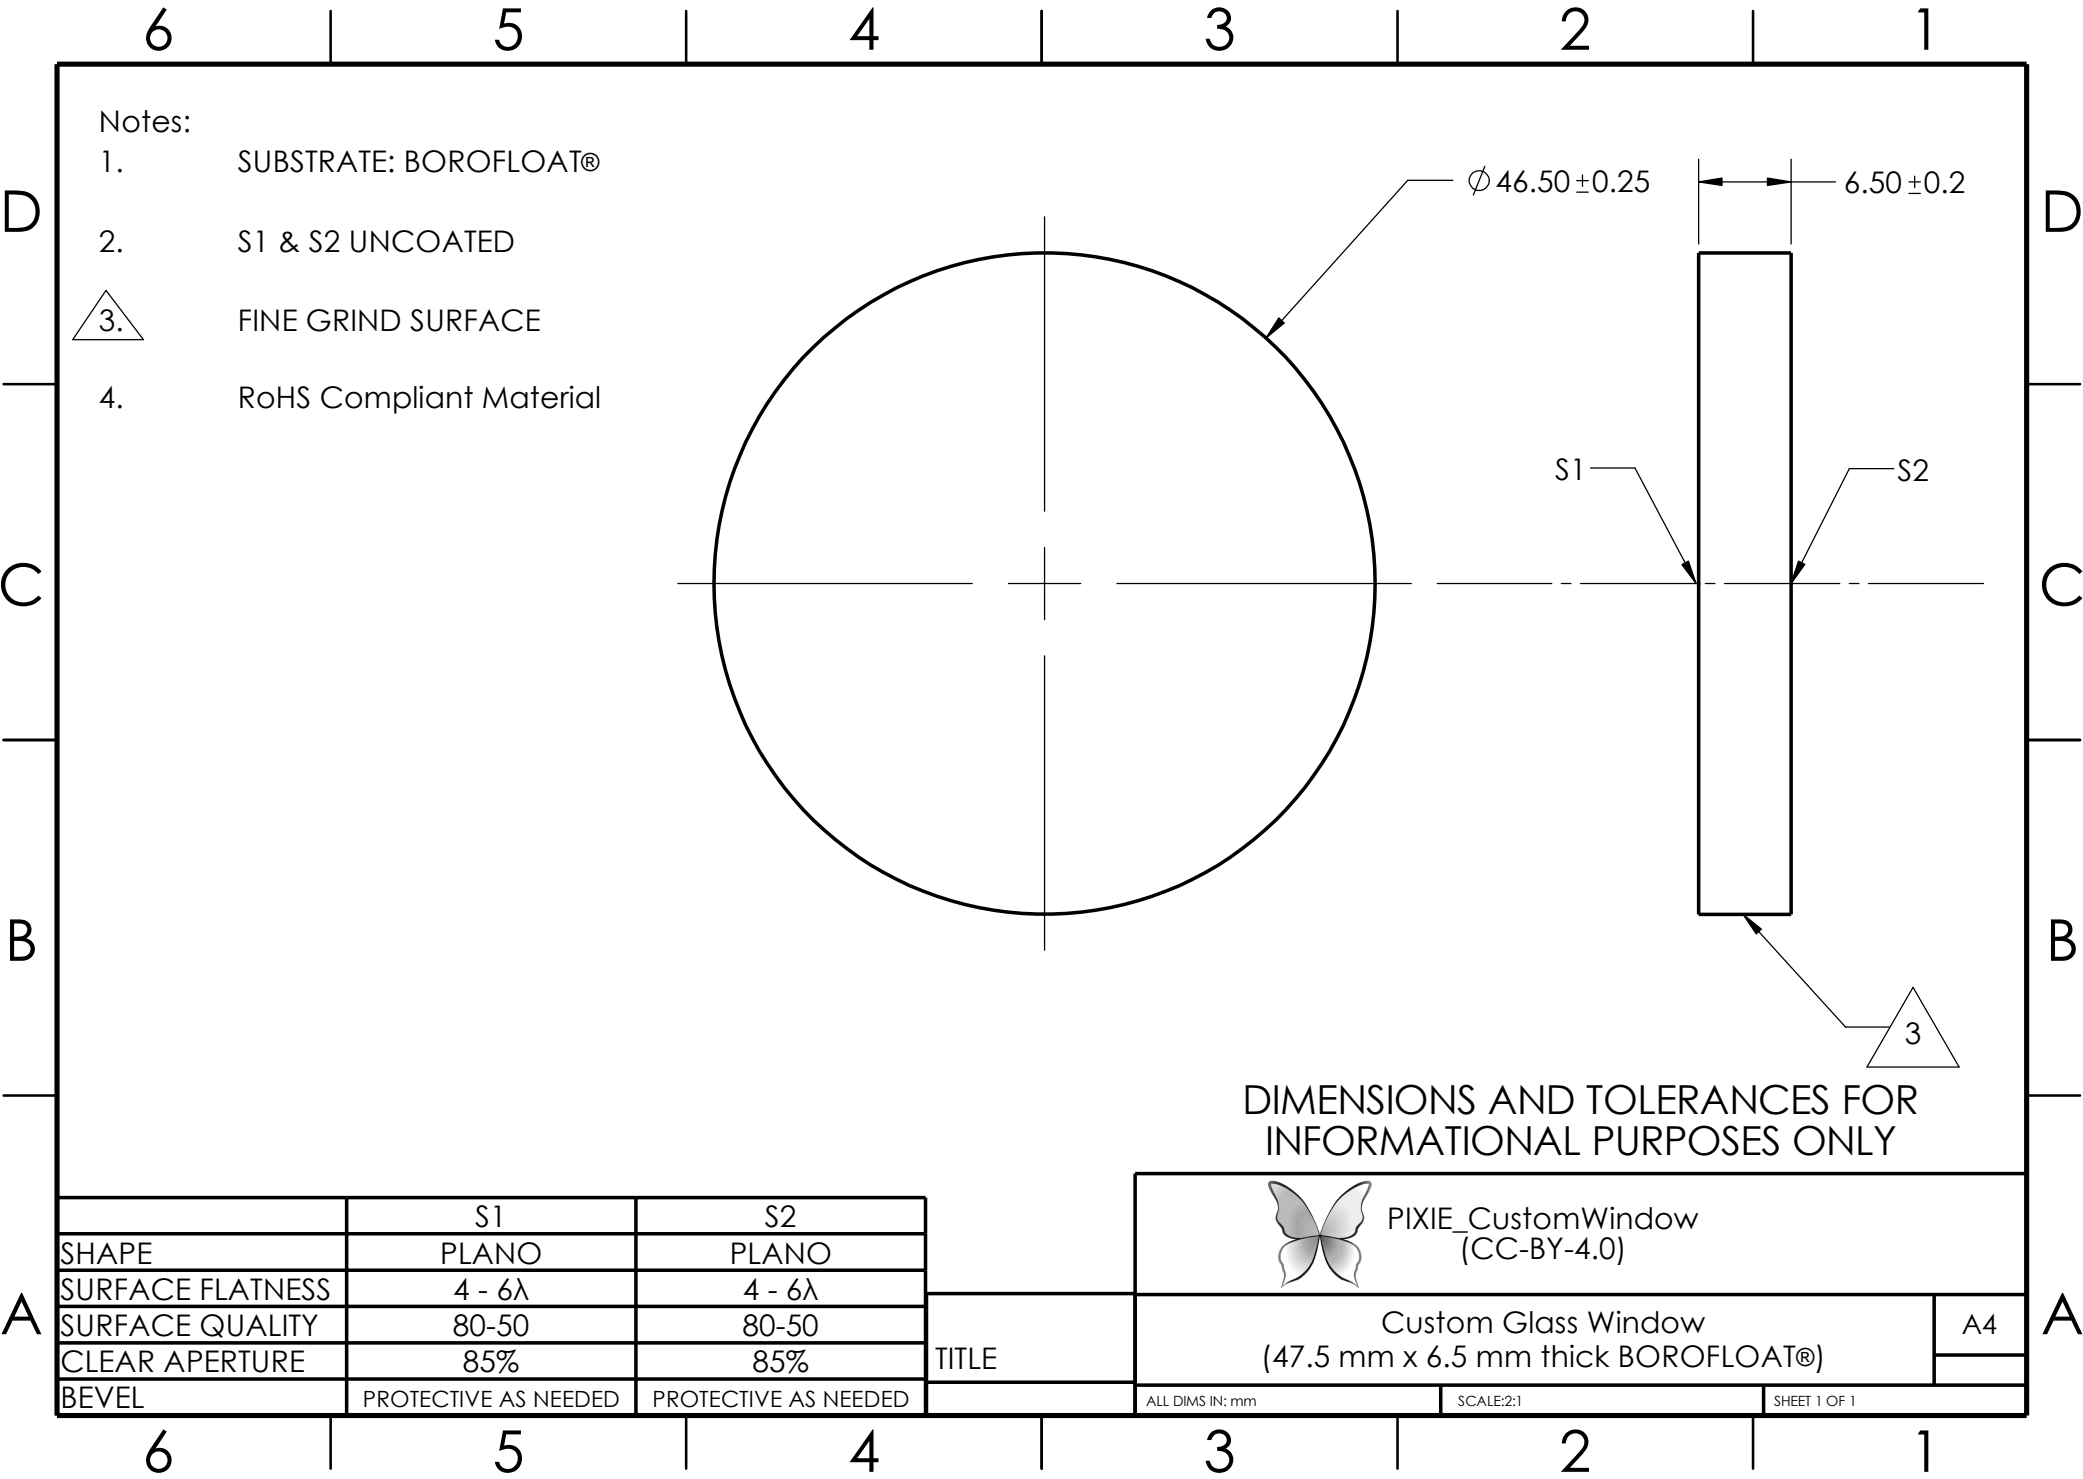 6 5 4 3 2 1
Notes:
1. SUBSTRATE: BOROFLOAT®
2. S1 & S2 UNCOATED
3. FINE GRIND SURFACE
4. RoHS Compliant Material
⌀ 46.50 ±0.25
6.50 ±0.2
D D
S1 S2
C C
B B
3
DIMENSIONS AND TOLERANCES FOR
INFORMATIONAL PURPOSES ONLY
S1 S2
SHAPE PLANO PLANO
SURFACE FLATNESS 4 - 6λ 4 - 6λ
SURFACE QUALITY 80-50 80-50
CLEAR APERTURE 85% 85%
BEVEL PROTECTIVE AS NEEDED PROTECTIVE AS NEEDED
PIXIE_CustomWindow
(CC-BY-4.0)
TITLE
Custom Glass Window
(47.5 mm x 6.5 mm thick BOROFLOAT®)
A4
A A
ALL DIMS IN: mm SCALE:2:1 SHEET 1 OF 1
6 5 4 3 2 1